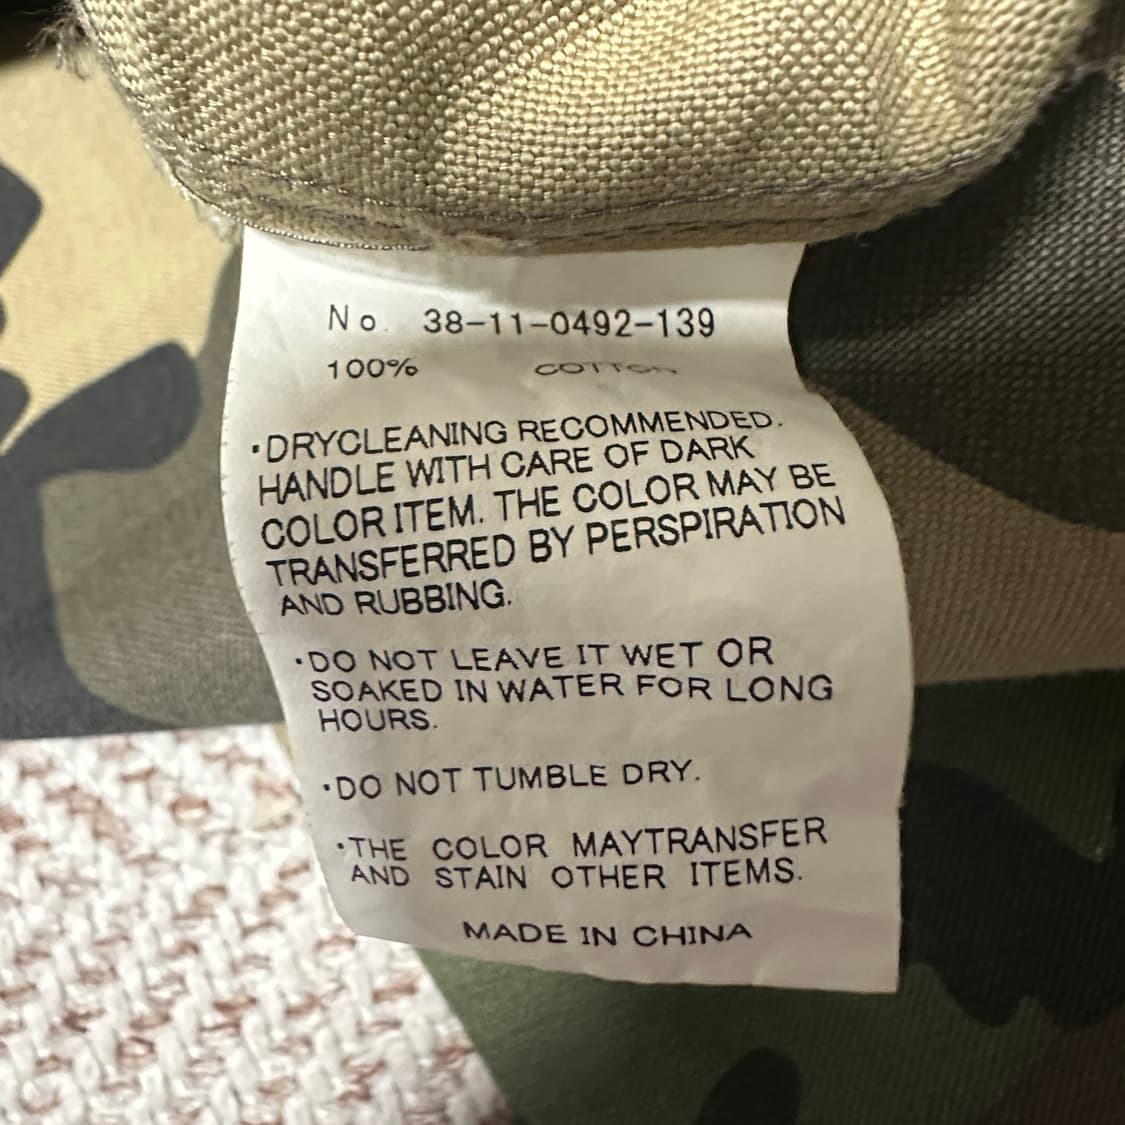 No. 38-11-0492-139
100% COTTON
・DRYCLEANING RECOMMENDED.
HANDLE WITH CARE OF DARK
COLOR ITEM. THE COLOR MAY BE
TRANSFERRED BY PERSPIRATION
AND RUBBING.
・DO NOT LEAVE IT WET OR
SOAKED IN WATER FOR LONG
HOURS.
・DO NOT TUMBLE DRY.
・THE COLOR MAYTRANSFER
AND STAIN OTHER ITEMS.
MADE IN CHINA